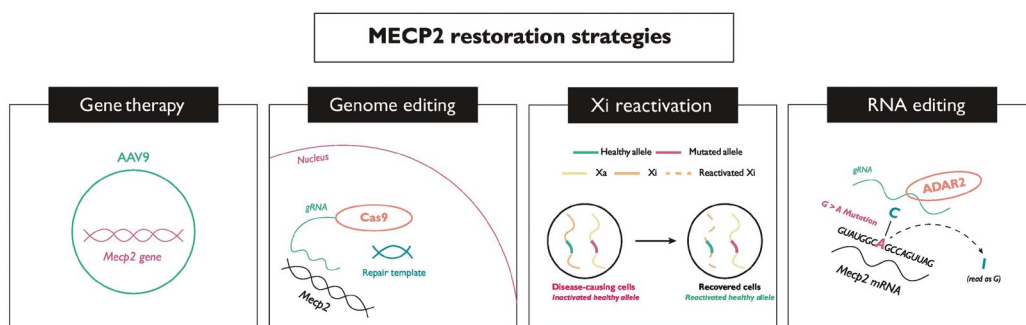 MECP2 restoration strategies
Gene therapy
AAV9
Mecp2 gene
Genome editing
Nucleus
gRNA
Cas9
Repair template
Mecp2
Xi reactivation
Healthy allele
Mutated allele
Xa
Xi
Reactivated Xi
Disease-causing cells
Inactivated healthy allele
Recovered cells
Reactivated healthy allele
RNA editing
gRNA
ADAR2
G > A Mutation
C
GUAUGGCAGCCAGUUAG
I
(read as G)
Mecp2 mRNA